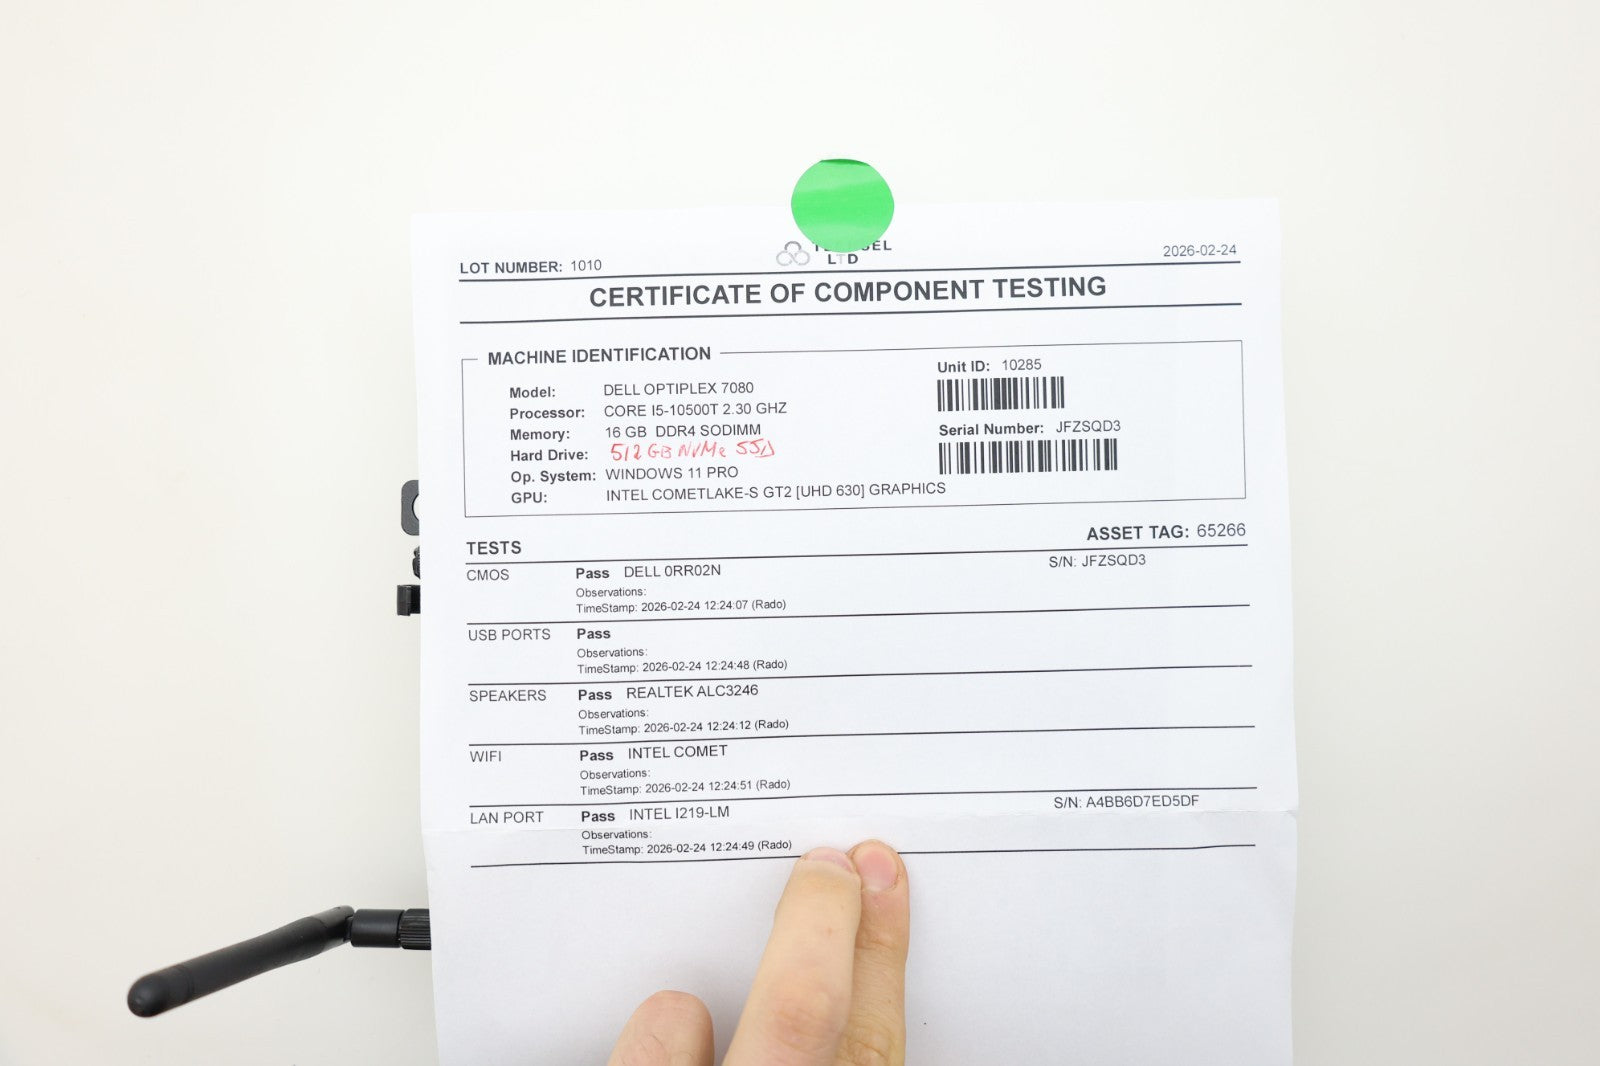 LOT NUMBER: 1010
LTD
2026-02-24
CERTIFICATE OF COMPONENT TESTING
MACHINE IDENTIFICATION
Model: DELL OPTIPLEX 7080
Processor: CORE I5-10500T 2.30 GHZ
Memory: 16 GB DDR4 SODIMM
Hard Drive: 512 GB NVMe SSD
Op. System: WINDOWS 11 PRO
GPU: INTEL COMETLAKE-S GT2 [UHD 630] GRAPHICS
Unit ID: 10285
Serial Number: JFZSQD3
TESTS
ASSET TAG: 65266
CMOS Pass DELL 0RR02N S/N: JFZSQD3
Observations:
TimeStamp: 2026-02-24 12:24:07 (Rado)
USB PORTS Pass
Observations:
TimeStamp: 2026-02-24 12:24:48 (Rado)
SPEAKERS Pass REALTEK ALC3246
Observations:
TimeStamp: 2026-02-24 12:24:12 (Rado)
WIFI Pass INTEL COMET
Observations:
TimeStamp: 2026-02-24 12:24:51 (Rado)
LAN PORT Pass INTEL I219-LM S/N: A4BB6D7ED5DF
Observations:
TimeStamp: 2026-02-24 12:24:49 (Rado)